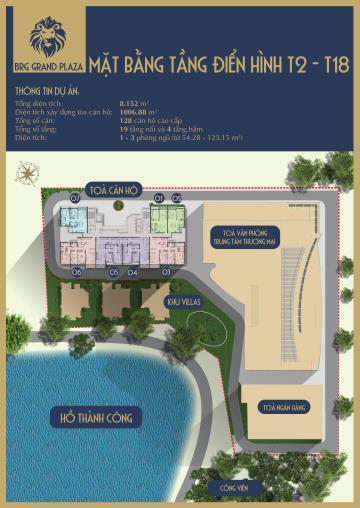 BRG GRAND PLAZA
MẶT BẰNG TẦNG ĐIỂN HÌNH T2 - T18
THÔNG TIN DỰ ÁN:
Tổng diện tích: 8.152 m²
Diện tích xây dựng tòa căn hộ: 1006.88 m²
Tổng số căn: 128 căn hộ cao cấp
Tổng số tầng: 19 tầng nổi và 4 tầng hầm
Diện tích: 1 - 3 phòng ngủ (từ 54.28 - 123.15 m²)
TOÀ CĂN HỘ
07
01
02
TOÀ VĂN PHÒNG
TRUNG TÂM THƯƠNG MẠI
06
05
04
03
KHU VILLAS
HỒ THÀNH CÔNG
TOÀ NGÂN HÀNG
CÔNG VIÊN